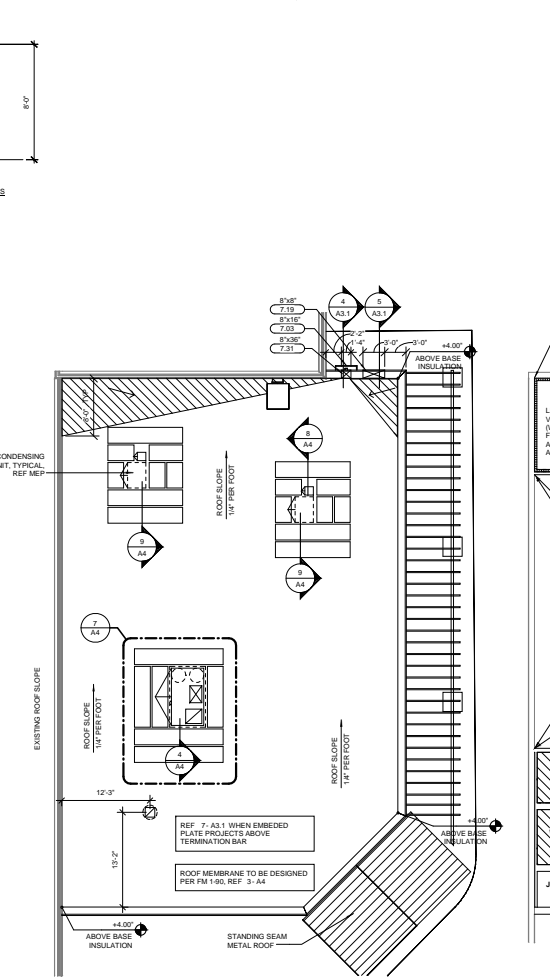 8'-0"
S
8"x8"
7.19
8"x16"
7.03
8"x36"
7.31
4
A3.1
5
A3.1
2'-2"
1'-4"
3'-0"
3'-0"
+4.00"
ABOVE BASE
INSULATION
6'-0" TYP
CONDENSING
NIT, TYPICAL,
REF MEP
ROOF SLOPE
1/4" PER FOOT
8
A4
9
A4
9
A4
7
A4
EXISTING ROOF SLOPE
ROOF SLOPE
1/4" PER FOOT
4
A4
ROOF SLOPE
1/4" PER FOOT
12'-3"
13'-2"
REF 7- A3.1 WHEN EMBEDED
PLATE PROJECTS ABOVE
TERMINATION BAR
ROOF MEMBRANE TO BE DESIGNED
PER FM 1-90, REF 3- A4
+4.00"
ABOVE BASE
INSULATION
+4.00"
ABOVE BASE
INSULATION
STANDING SEAM
METAL ROOF
L
V
(V
F
A
A
J